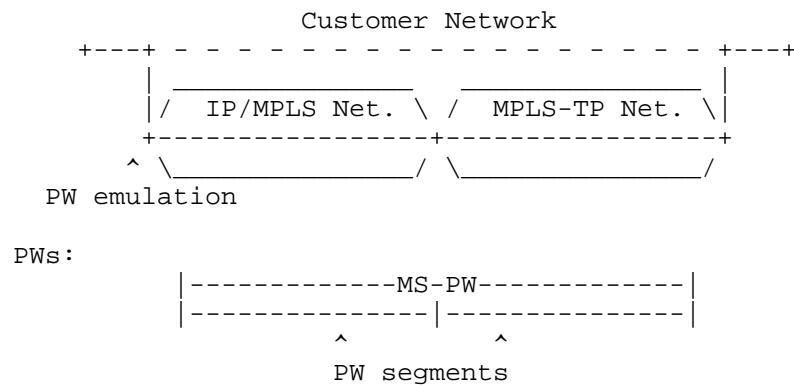 Customer Network
IP/MPLS Net.
MPLS-TP Net.
PW emulation
PWs:
MS-PW
PW segments